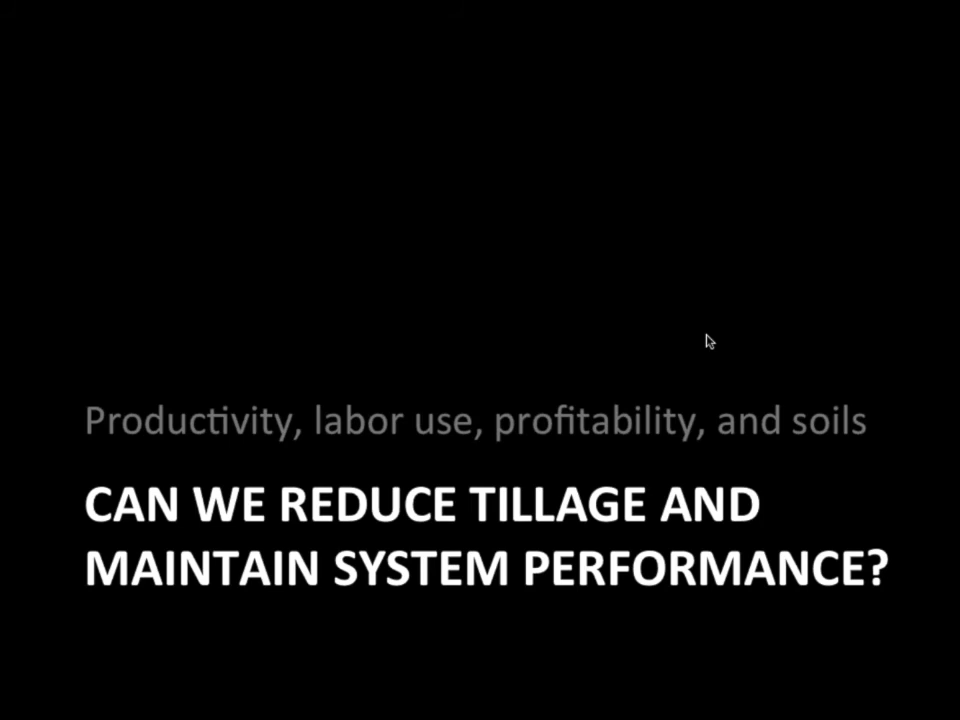 Productivity, labor use, profitability, and soils
CAN WE REDUCE TILLAGE AND
MAINTAIN SYSTEM PERFORMANCE?